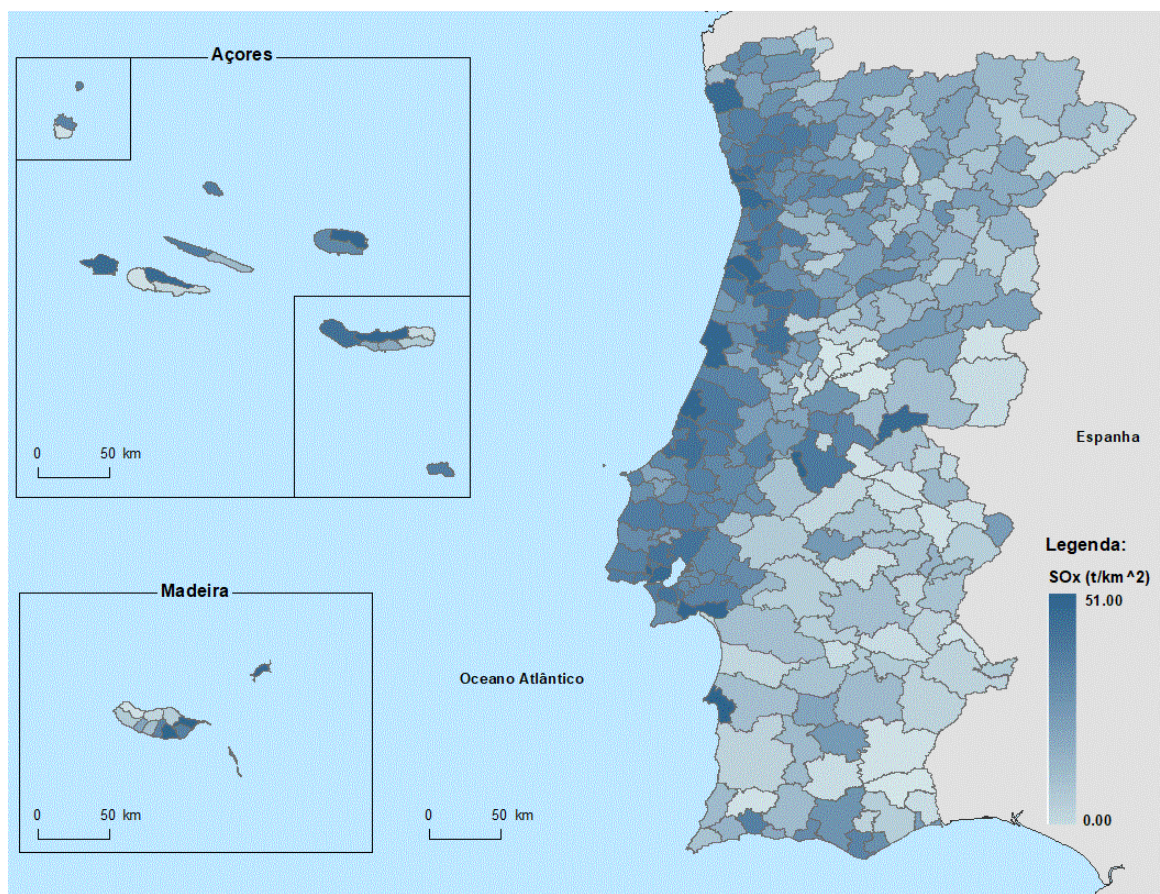 Açores
0 50 km
Madeira
0 50 km
0 50 km
Oceano Atlântico
Espanha
Legenda:
SOx (t/km^2)
51.00
0.00